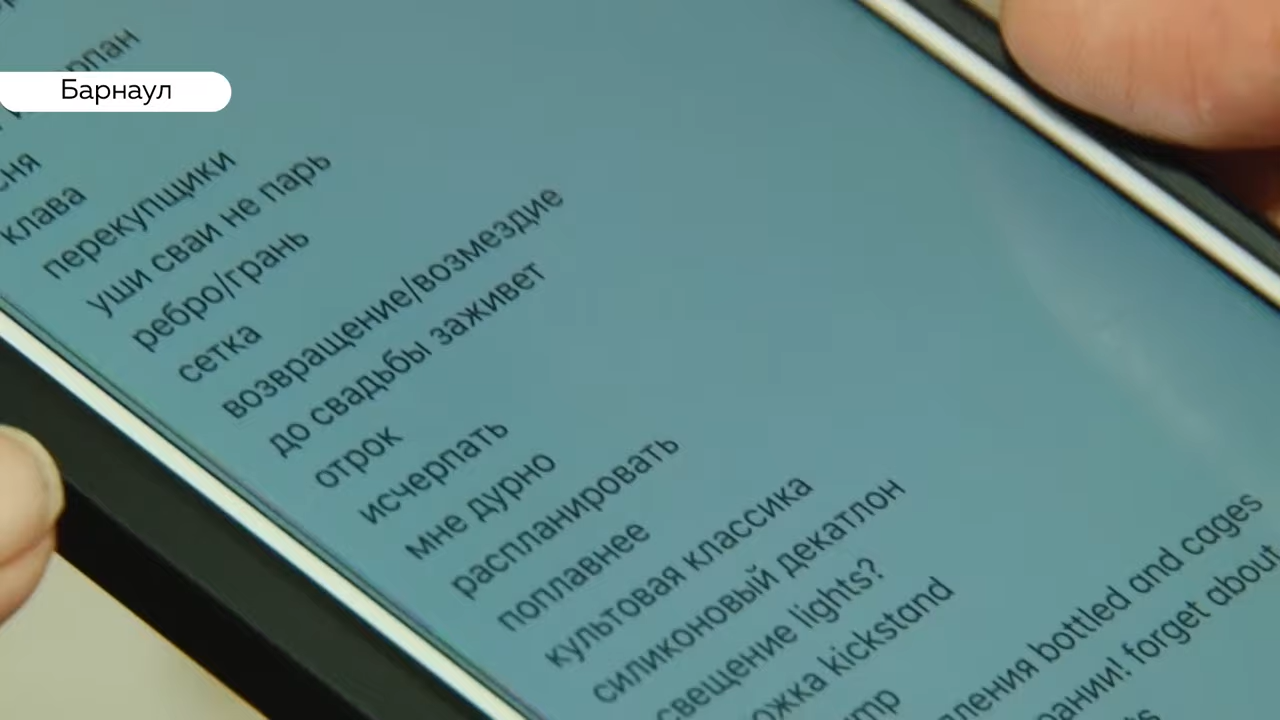 Барнаул
клава
перекупщики
уши сваи не парь
ребро/грань
сетка
возвращение/возмездие
до свадьбы заживет
отрок
исчерпать
мне дурно
распланировать
поплавнее
культовая классика
силиконовый декатлон
lights?
kickstand
bottled and cages
forget about